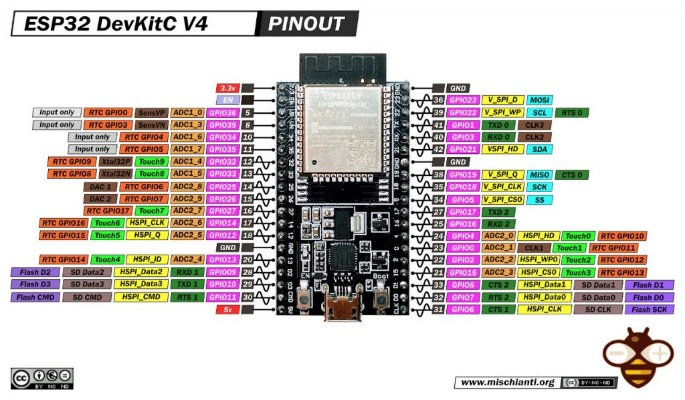 ESP32 DevKitC V4 PINOUT
3.3v
EN
Input only RTC GPIO0 SensVP ADC1_0 GPIO36 5
Input only RTC GPIO3 SensVN ADC1_3 GPIO39 8
Input only RTC GPIO4 ADC1_6 GPIO34 10
Input only RTC GPIO5 ADC1_7 GPIO35 11
RTC GPIO9 Xtal32P Touch9 ADC1_4 GPIO32 12
RTC GPIO8 Xtal32N Touch8 ADC1_5 GPIO33 13
DAC 1 RTC GPIO6 ADC2_8 GPIO25 14
DAC 2 RTC GPIO7 ADC2_9 GPIO26 15
RTC GPIO17 Touch7 ADC2_7 GPIO27 16
RTC GPIO16 Touch6 HSPI_CLK ADC2_6 GPIO14 17
RTC GPIO15 Touch5 HSPI_Q ADC2_5 GPIO12 18
GND
RTC GPIO14 Touch4 HSPI_ID ADC2_4 GPIO13 20
Flash D2 SD Data2 HSPI_Data2 RXD 1 GPIO09 28
Flash D3 SD Data3 HSPI_Data3 TXD 1 GPIO10 29
Flash CMD SD CMD HSPI_CMD RTS 1 GPIO11 30
5v
GND
36 GPIO23 V_SPI_D MOSI
39 GPIO22 V_SPI_WP SCL RTS 0
41 GPIO1 TXD 0 CLK3
40 GPIO3 RXD 0 CLK2
42 GPIO21 VSPI_HD SDA
GND
38 GPIO19 V_SPI_Q MISO CTS 0
35 GPIO18 V_SPI_CLK SCK
34 GPIO5 V_SPI_CS0 SS
27 GPIO17 TXD 2
25 GPIO16 RXD 2
24 GPIO4 ADC2_0 HSPI_HD Touch0 RTC GPIO10
23 GPIO0 ADC2_1 CLK1 Touch1 RTC GPIO11
22 GPIO2 ADC2_2 HSPI_WP0 Touch2 RTC GPIO12
21 GPIO15 ADC2_3 HSPI_CS0 Touch3 RTC GPIO13
33 GPIO8 CTS 2 HSPI_Data1 SD Data1 Flash D1
32 GPIO7 RTS 2 HSPI_Data0 SD Data0 Flash D0
31 GPIO6 CTS 1 HSPI_CLK SD CLK Flash SCK
Boot
EN
cc BY NC ND
www.mischianti.org cc BY-NC-ND